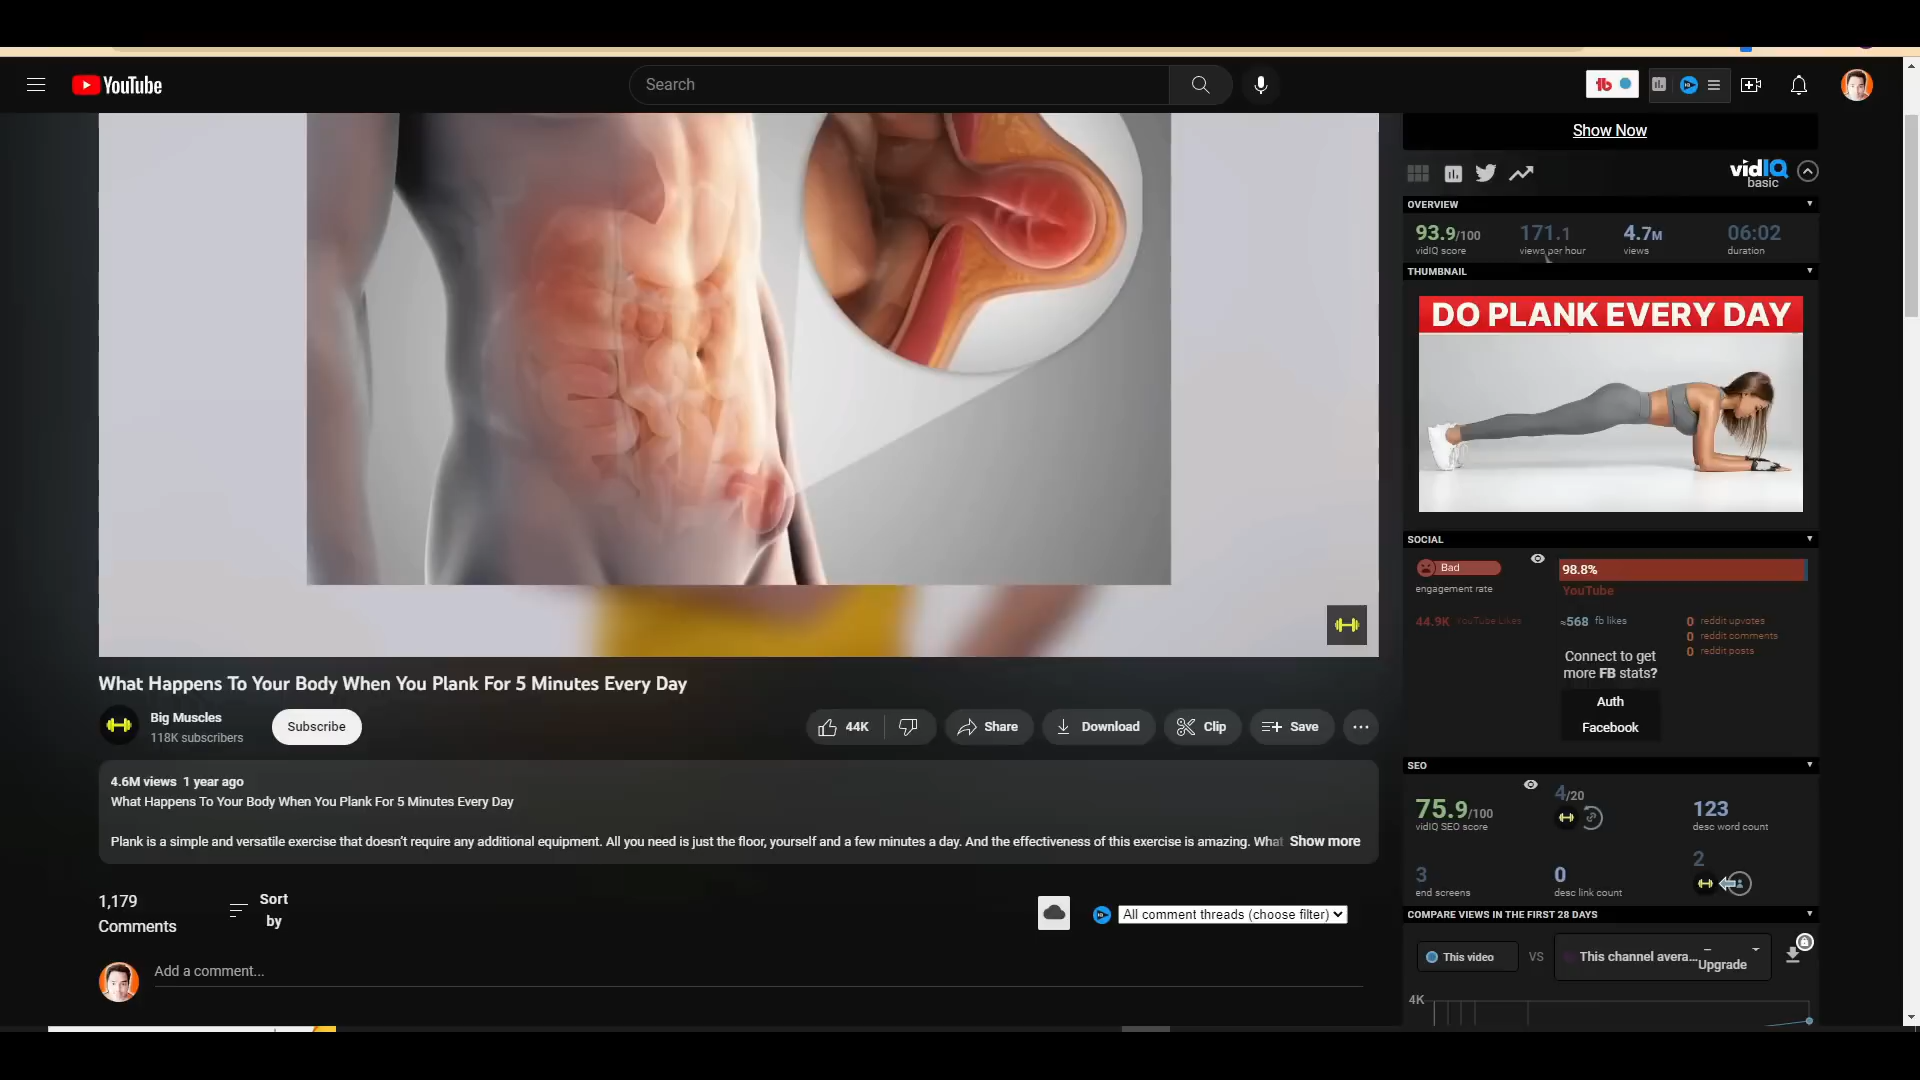 YouTube
Search
Show Now
vidIQ
basic
OVERVIEW
93.9/100
vidIQ score
171.1
views per hour
4.7M
views
06:02
duration
THUMBNAIL
DO PLANK EVERY DAY
SOCIAL
Bad
engagement rate
98.8%
YouTube
44.9K YouTube Likes
≈568 fb likes
0 reddit upvotes
0 reddit comments
0 reddit posts
Connect to get
more FB stats?
Auth
Facebook
What Happens To Your Body When You Plank For 5 Minutes Every Day
Big Muscles
118K subscribers
Subscribe
44K
Share
Download
Clip
Save
4.6M views 1 year ago
What Happens To Your Body When You Plank For 5 Minutes Every Day
Plank is a simple and versatile exercise that doesn't require any additional equipment. All you need is just the floor, yourself and a few minutes a day. And the effectiveness of this exercise is amazing. What Show more
SEO
75.9/100
vidIQ SEO score
4/20
123
desc word count
3
end screens
0
desc link count
2
1,179
Comments
Sort
by
All comment threads (choose filter)
Add a comment...
COMPARE VIEWS IN THE FIRST 28 DAYS
This video
VS
This channel avera...
Upgrade
4K